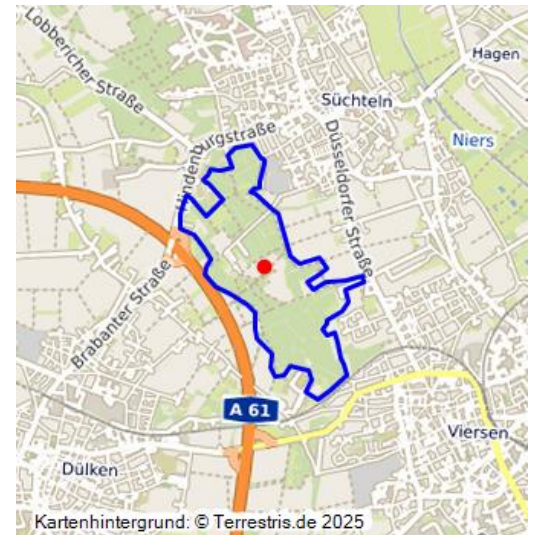 Lobbericher Straße
Hagen
Süchteln
Hindenburgstraße
Düsseldorfer Straße
Niers
Brabanter Straße
A 61
Viersen
Dülken
Kartenhintergrund: © Terrestris.de 2025